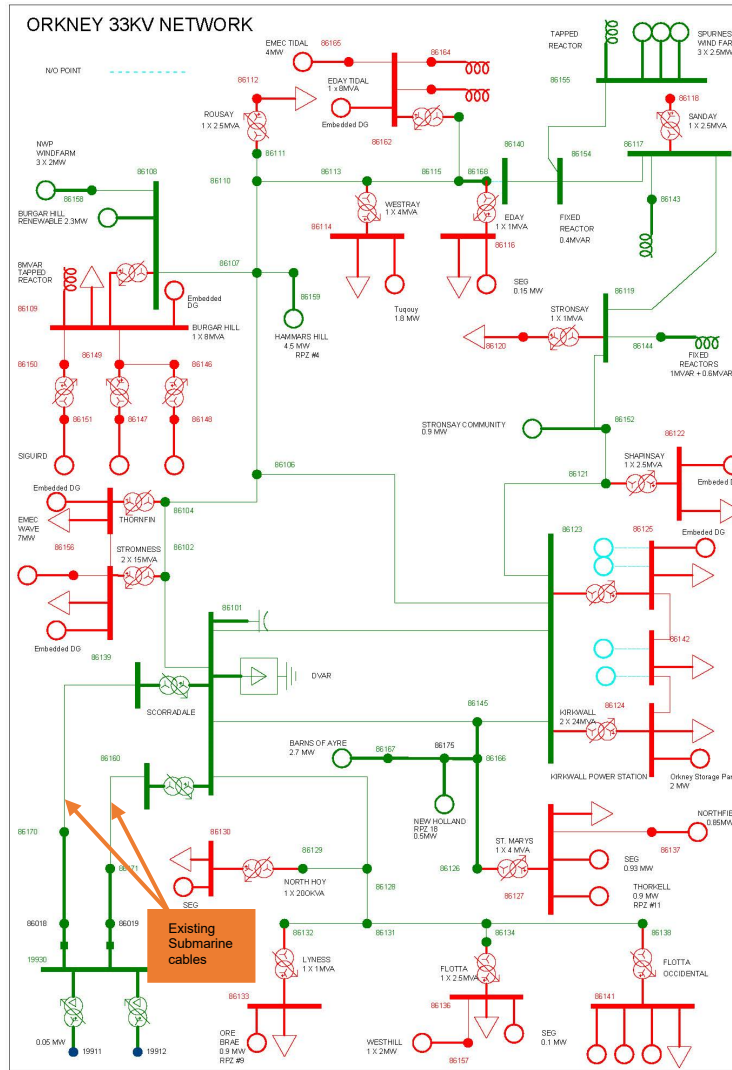 ORKNEY 33KV NETWORK
N/O POINT
EMEC TIDAL
4MW
86165
86164
EDAY TIDAL
1 x 8MVA
Embedded DG
86162
86112
ROUSAY
1 X 2.5MVA
86111
86110
TAPPED
REACTOR
SPURNES
WIND FAR
3 X 2.5MW
86155
86118
SANDAY
1 X 2.5MVA
86117
86140
86154
86143
NWP
WINDFARM
3 X 2MW
86108
86158
BURGAR HILL
RENEWABLE 2.3MW
86113
86115
86168
WESTRAY
1 X 4MVA
86114
EDAY
1 X 1MVA
86116
FIXED
REACTOR
0.4MVAR
Tuqouy
1.8 MW
SEG
0.15 MW
8MVAR
TAPPED
REACTOR
86107
86159
HAMMARS HILL
4.5 MW
RPZ #4
86109
Embedded
DG
BURGAR HILL
1 X 8MVA
86119
STRONSAY
1 X 1MVA
86120
86144
FIXED
REACTORS
1MVAR + 0.6MVAR
86150
86149
86146
86151
86147
86148
SIGUIRD
STRONSAY COMMUNITY
0.9 MW
86152
86122
SHAPINSAY
1 X 2.5MVA
86121
Embedded D
86106
Embedded DG
86104
THORNFIN
EMEC
WAVE
7MW
86102
86156
STROMNESS
2 X 15MVA
Embedded DG
86123
86125
Embeded DG
86142
86101
86139
DVAR
SCORRADALE
86124
KIRKWALL
2 X 24MVA
KIRKWALL POWER STATION
Orkney Storage Par
2 MW
86145
BARNS OF AYRE
2.7 MW
86167
86175
86166
NEW HOLLAND
RPZ 18
0.5MW
86160
86170
86171
86130
SEG
86129
NORTH HOY
1 X 200KVA
86128
86126
ST. MARYS
1 X 4 MVA
86127
NORTHFIE
0.85MW
86137
SEG
0.93 MW
THORKELL
0.9 MW
RPZ #11
Existing
Submarine
cables
86018
86019
19930
0.05 MW
19911
19912
86132
86131
86134
86138
LYNESS
1 X 1MVA
86133
FLOTTA
1 X 2.5MVA
86136
FLOTTA
OCCIDENTAL
86141
ORE
BRAE
0.9 MW
RPZ #9
WESTHILL
1 X 2MW
86157
SEG
0.1 MW